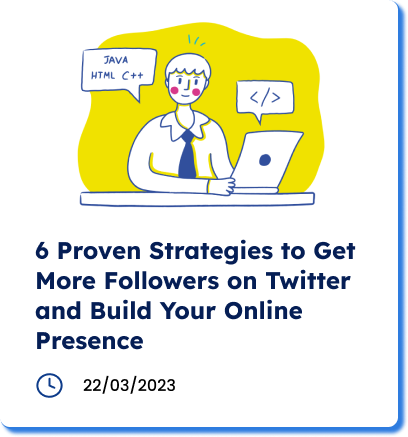 JAVA
HTML C++
</>
6 Proven Strategies to Get
More Followers on Twitter
and Build Your Online
Presence
22/03/2023